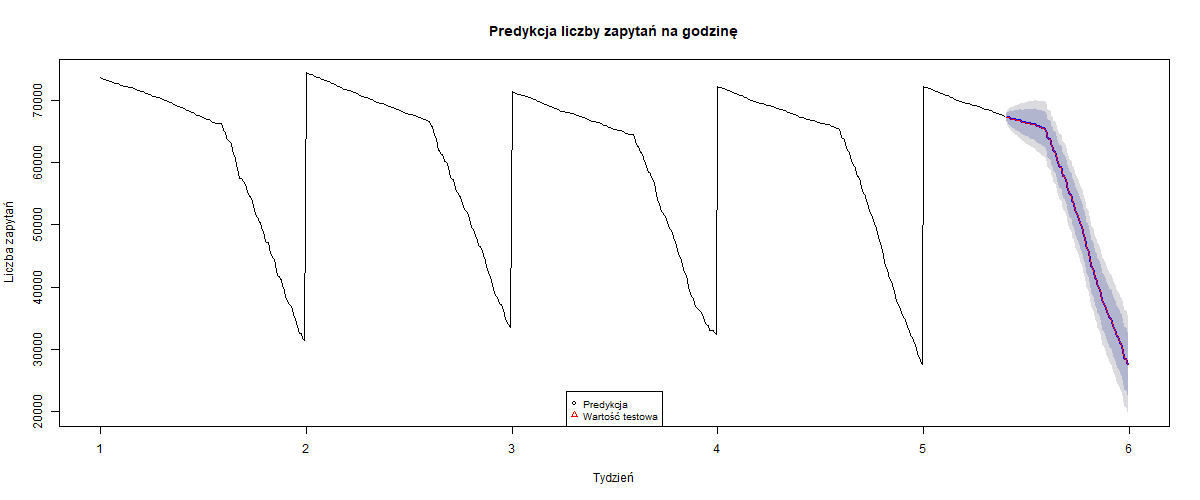 Predykcja liczby zapytań na godzinę
Liczba zapytań
70000
60000
50000
40000
30000
20000
Predykcja
Wartość testowa
1 2 3 4 5 6
Tydzień